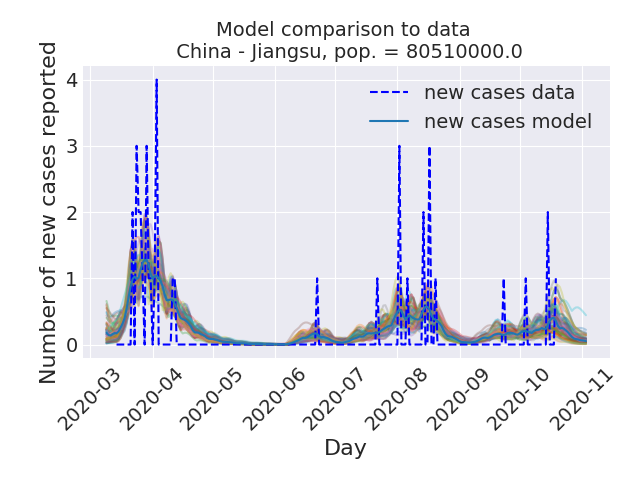 Model comparison to data
China - Jiangsu, pop. = 80510000.0
Number of new cases reported
4
3
2
1
0
new cases data
new cases model
2020-03
2020-04
2020-05
2020-06
2020-07
2020-08
2020-09
2020-10
2020-11
Day